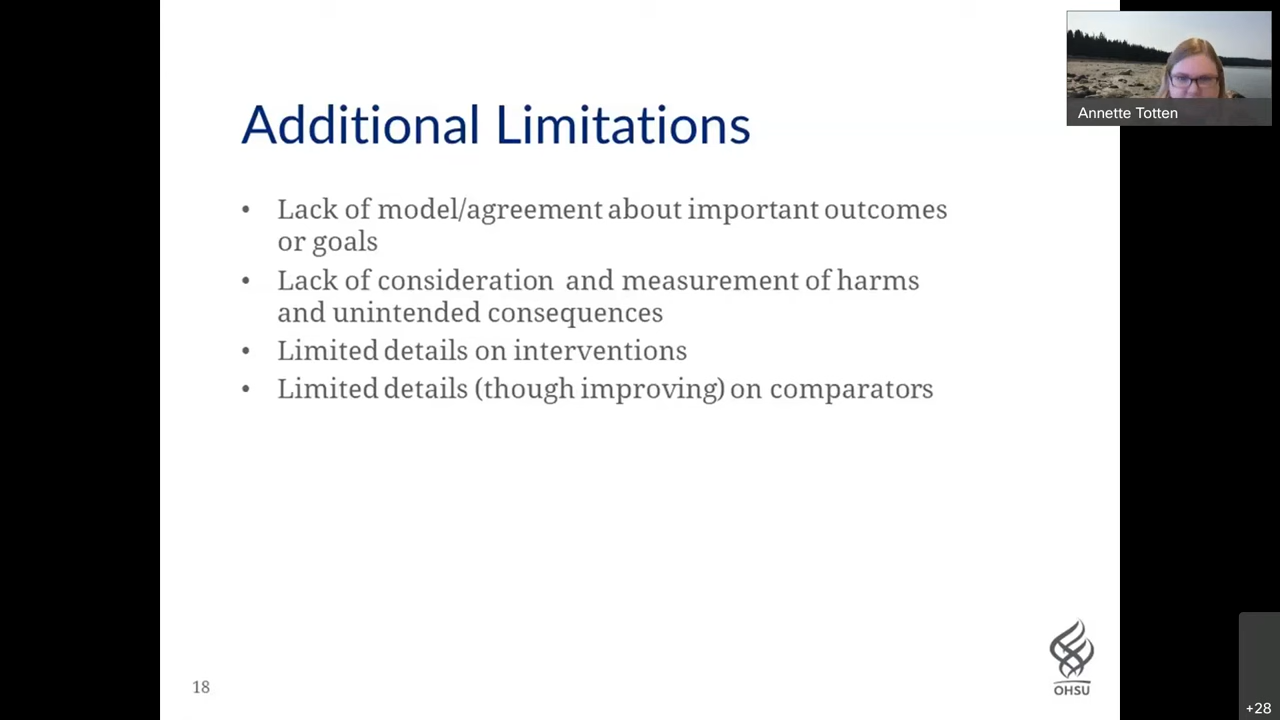 Additional Limitations
• Lack of model/agreement about important outcomes
or goals
• Lack of consideration and measurement of harms
and unintended consequences
• Limited details on interventions
• Limited details (though improving) on comparators
18
OHSU
Annette Totten
+28